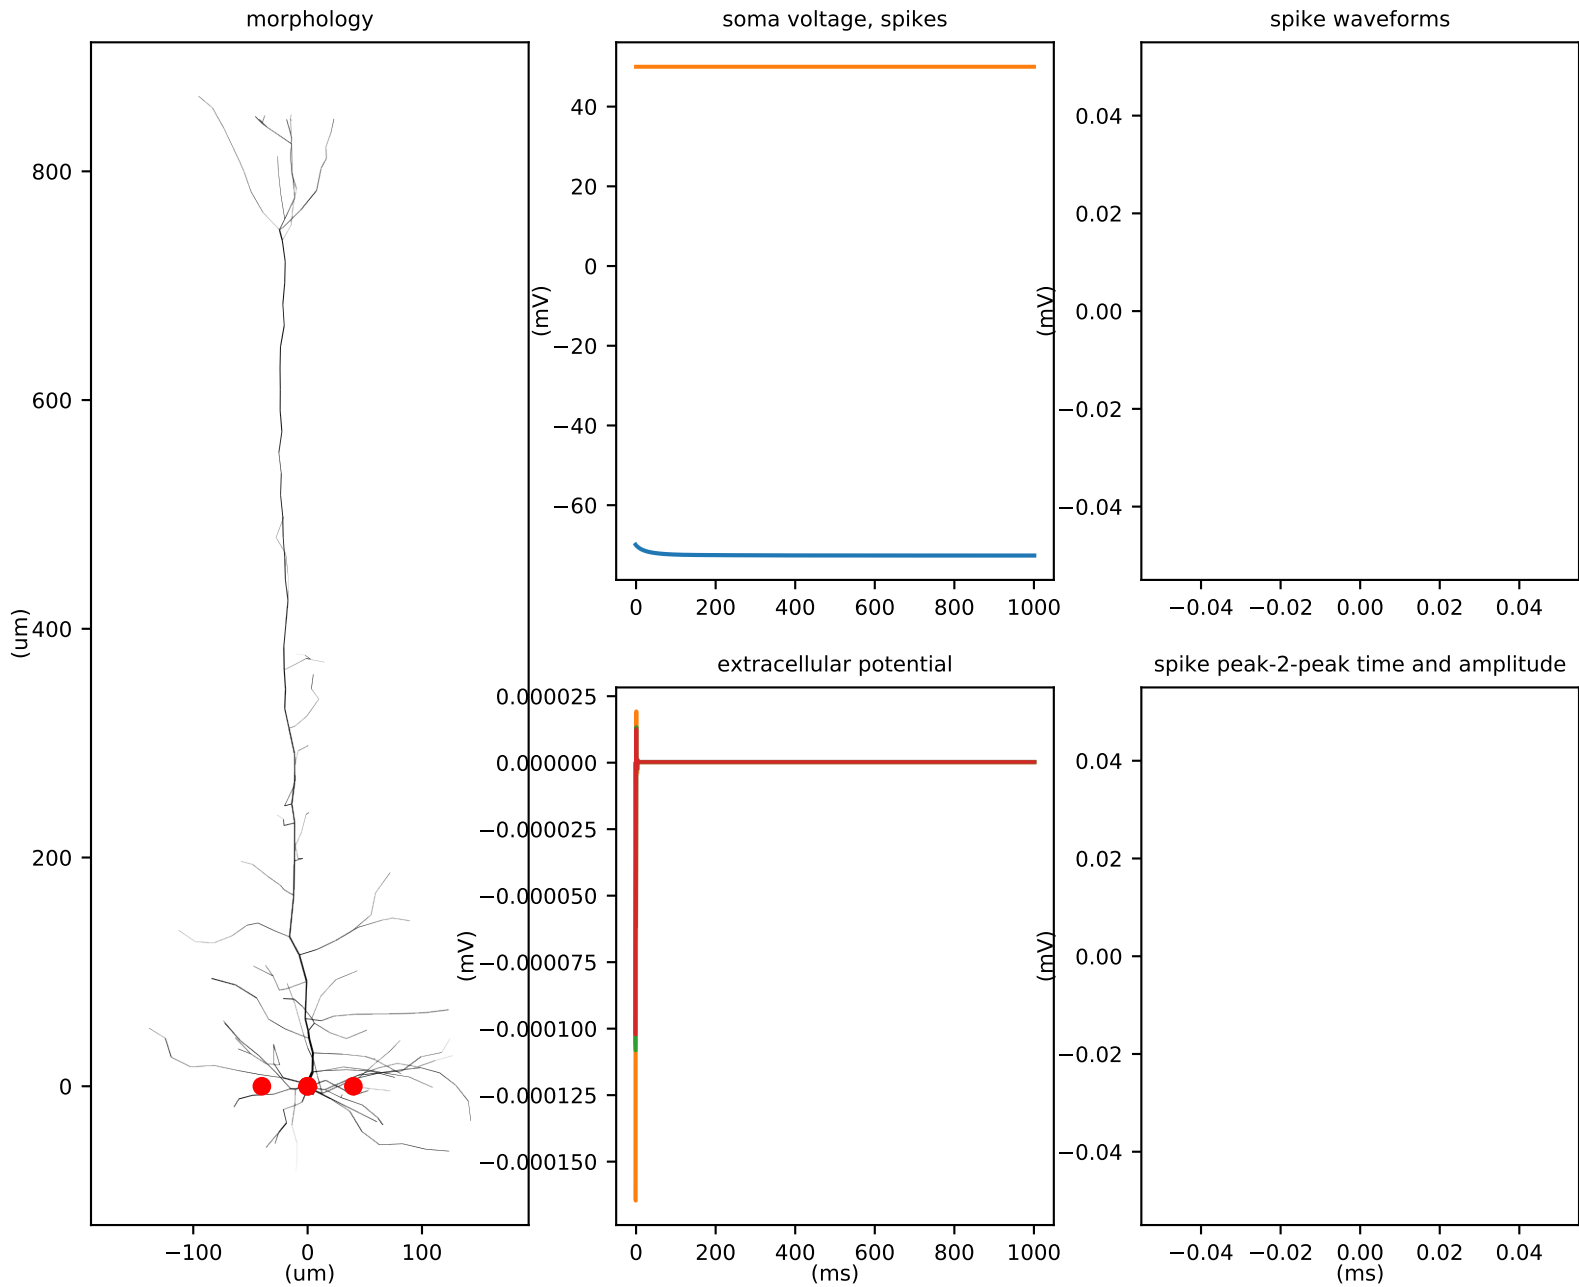 morphology
800
600
400
200
0
(um)
−100 0 100
(um)
soma voltage, spikes
40
20
0
−20
−40
−60
(mV)
0 200 400 600 800 1000
spike waveforms
0.04
0.02
0.00
−0.02
−0.04
(mV)
−0.04 −0.02 0.00 0.02 0.04
extracellular potential
0.000025
0.000000
−0.000025
−0.000050
−0.000075
−0.000100
−0.000125
−0.000150
(mV)
0 200 400 600 800 1000
(ms)
spike peak-2-peak time and amplitude
0.04
0.02
0.00
−0.02
−0.04
(mV)
−0.04 −0.02 0.00 0.02 0.04
(ms)